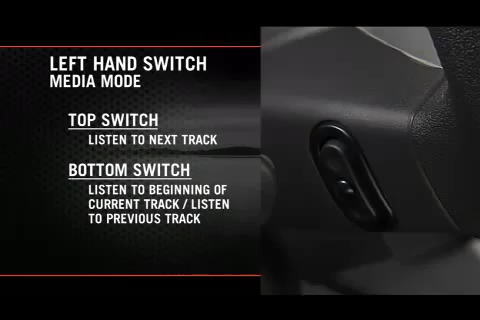 LEFT HAND SWITCH
MEDIA MODE
TOP SWITCH
LISTEN TO NEXT TRACK
BOTTOM SWITCH
LISTEN TO BEGINNING OF
CURRENT TRACK / LISTEN
TO PREVIOUS TRACK